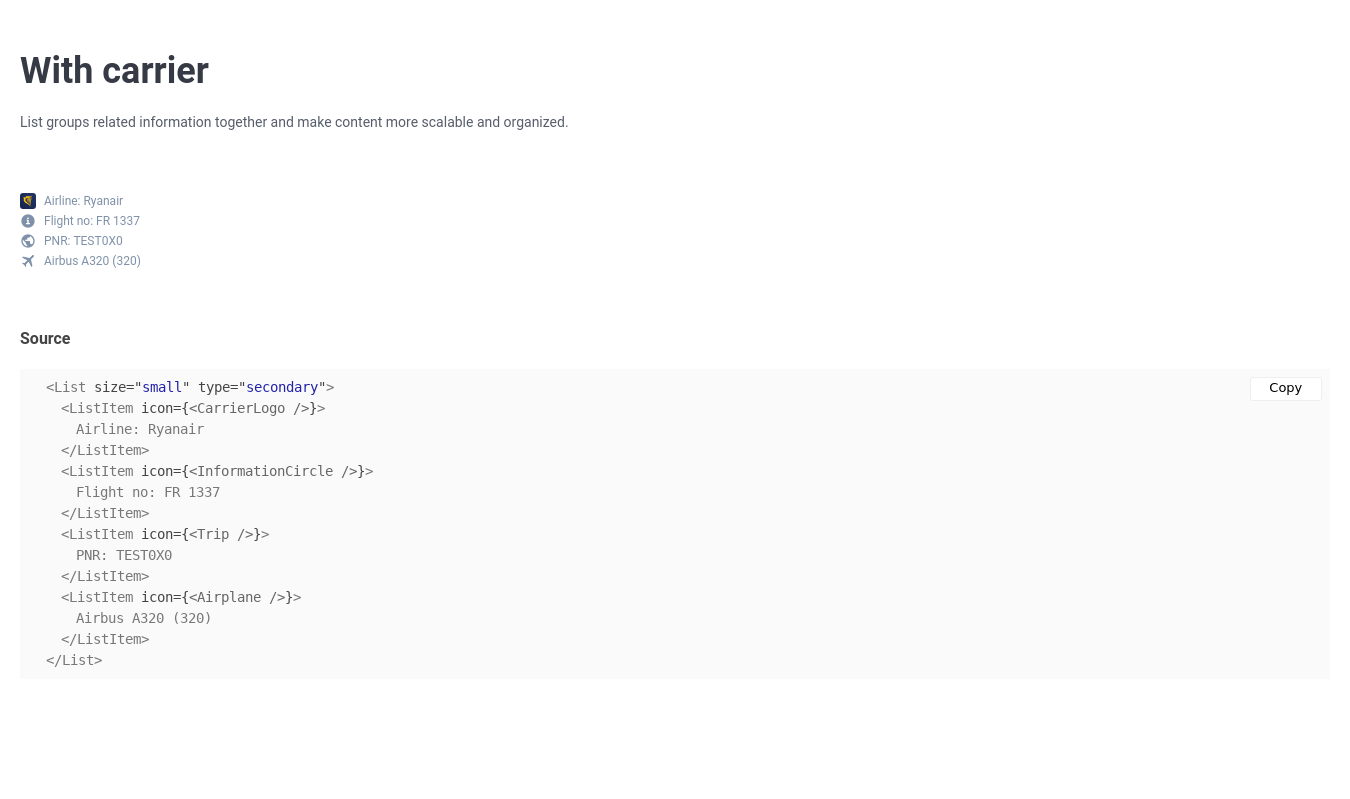 With carrier
List groups related information together and make content more scalable and organized.
Airline: Ryanair
Flight no: FR 1337
PNR: TEST0X0
Airbus A320 (320)
Source
<List size="small" type="secondary">
Copy
<ListItem icon={<CarrierLogo />}>
Airline: Ryanair
</ListItem>
<ListItem icon={<InformationCircle />}>
Flight no: FR 1337
</ListItem>
<ListItem icon={<Trip />}>
PNR: TEST0X0
</ListItem>
<ListItem icon={<Airplane />}>
Airbus A320 (320)
</ListItem>
</List>